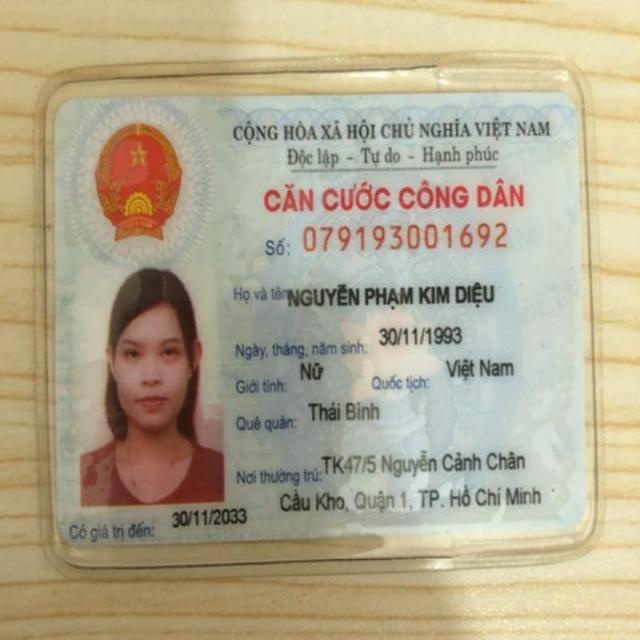 CỘNG HÒA XÃ HỘI CHỦ NGHĨA VIỆT NAM
Độc lập - Tự do - Hạnh phúc
CĂN CƯỚC CÔNG DÂN
Số: 079193001692
Họ và tên: NGUYỄN PHẠM KIM DIỆU
Ngày, tháng, năm sinh: 30/11/1993
Giới tính: Nữ Quốc tịch: Việt Nam
Quê quán: Thái Bình
Nơi thường trú: TK47/5 Nguyễn Cảnh Chân
Cầu Kho, Quận 1, TP. Hồ Chí Minh
Có giá trị đến: 30/11/2033